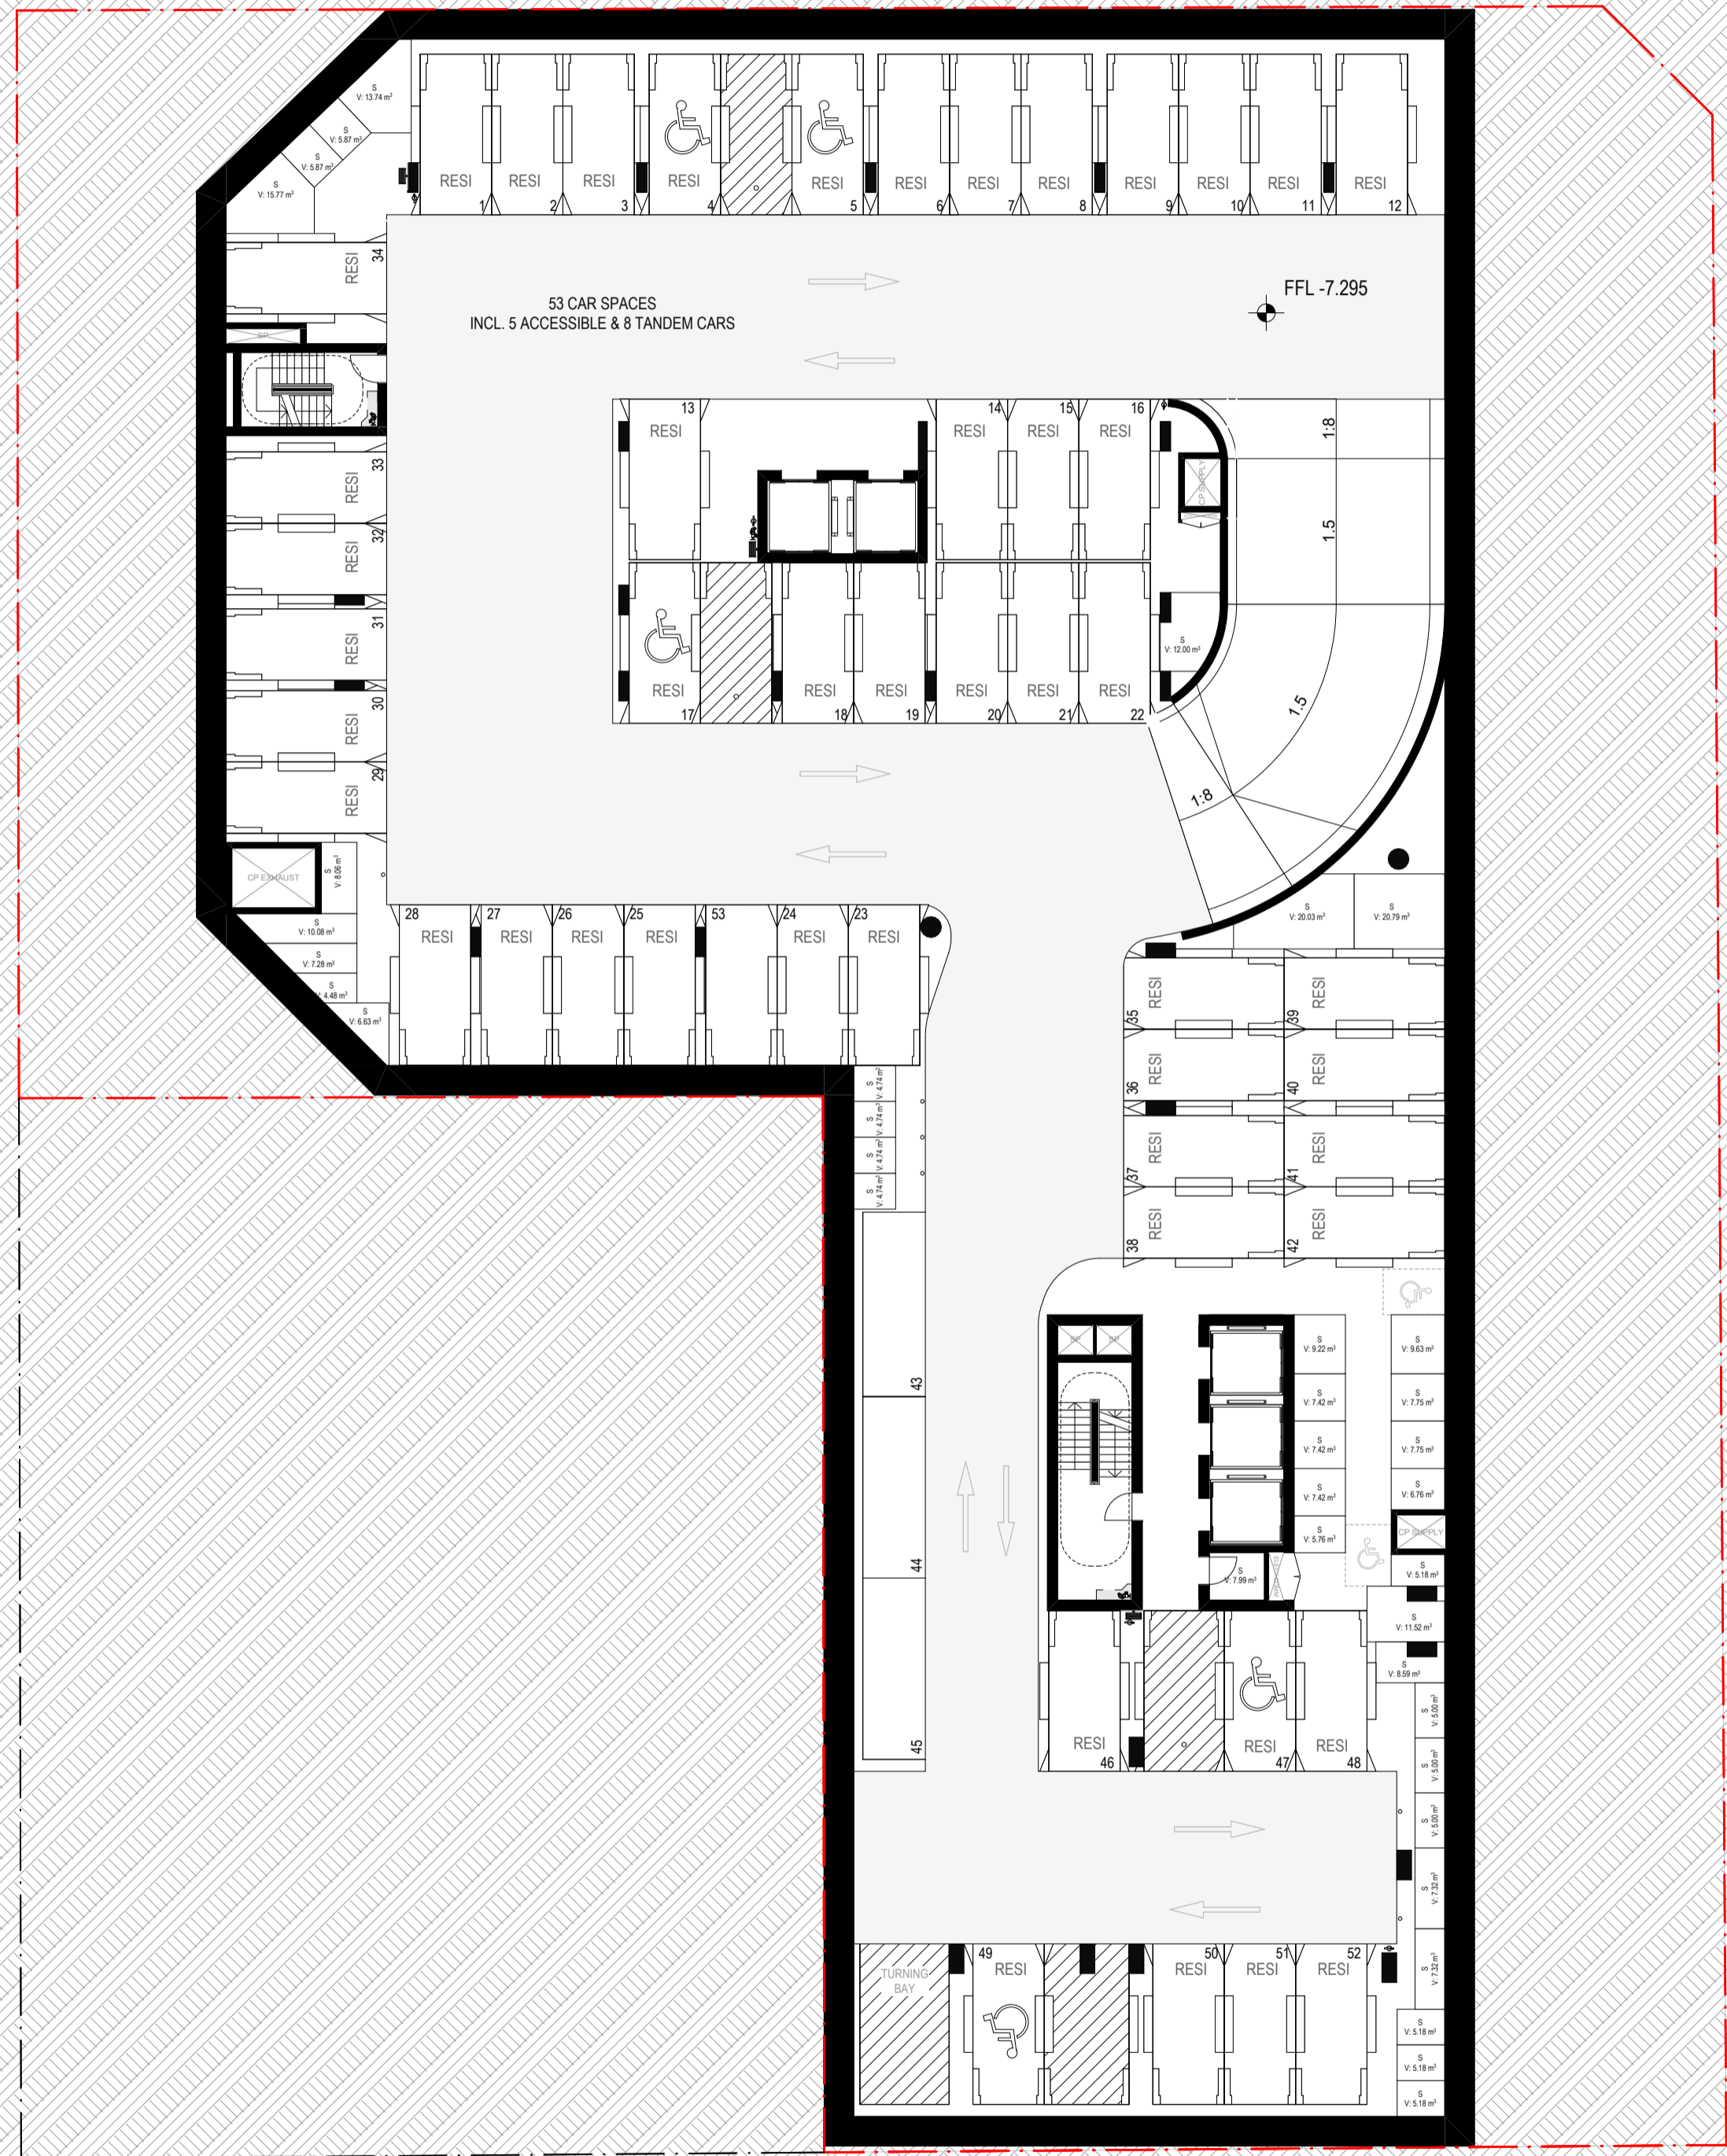 S
V: 13.74 m³
S
V: 5.87 m³
S
V: 5.87 m³
S
V: 15.77 m³
RESI
1
RESI
2
RESI
3
RESI
4
RESI
5
RESI
6
RESI
7
RESI
8
RESI
9
RESI
10
RESI
11
RESI
12
RESI
34
53 CAR SPACES
INCL. 5 ACCESSIBLE & 8 TANDEM CARS
FFL -7.295
SP
13
RESI
14
RESI
15
RESI
16
RESI
1:8
CP SUPPLY
1.5
RESI
33
RESI
32
RESI
31
RESI
30
RESI
29
RESI
17
RESI
18
RESI
19
RESI
20
RESI
21
RESI
22
S
V: 12.00 m³
1.5
1:8
CP EXHAUST
S
V: 8.06 m³
S
V: 10.08 m³
S
V: 7.28 m³
S
V: 4.48 m³
S
V: 6.63 m³
28
RESI
27
RESI
26
RESI
25
RESI
53
24
RESI
23
RESI
S
V: 20.03 m³
S
V: 20.79 m³
35
RESI
39
RESI
36
RESI
40
RESI
37
RESI
41
RESI
38
RESI
42
RESI
S
V: 4.74 m³
S
V: 4.74 m³
S
V: 4.74 m³
S
V: 4.74 m³
43
44
45
SP
SP
S
V: 9.22 m³
S
V: 9.63 m³
S
V: 7.42 m³
S
V: 7.75 m³
S
V: 7.42 m³
S
V: 7.75 m³
S
V: 7.42 m³
S
V: 6.76 m³
S
V: 5.76 m³
CP SUPPLY
S
V: 7.99 m³
S
V: 5.18 m³
S
V: 11.52 m³
S
V: 8.59 m³
RESI
46
RESI
47
RESI
48
S
V: 5.00 m³
S
V: 5.00 m³
S
V: 5.00 m³
S
V: 7.32 m³
S
V: 7.32 m³
TURNING
BAY
49
RESI
50
RESI
51
RESI
52
RESI
S
V: 5.18 m³
S
V: 5.18 m³
S
V: 5.18 m³